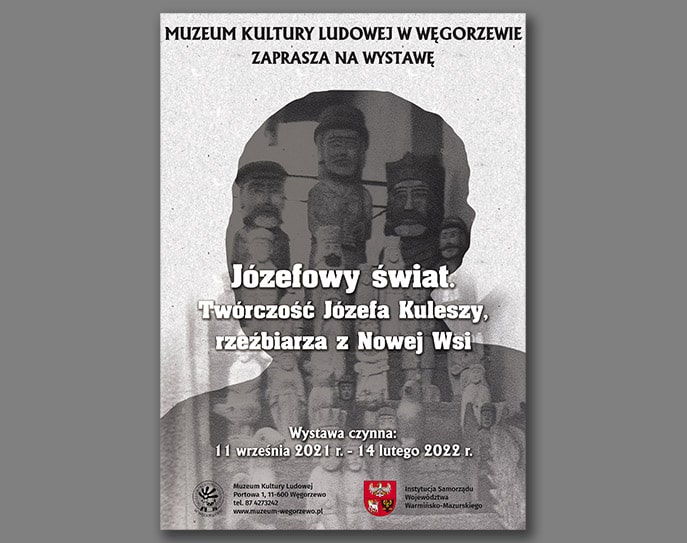 MUZEUM KULTURY LUDOWEJ W WĘGORZEWIE
ZAPRASZA NA WYSTAWĘ
Józefowy świat.
Twórczość Józefa Kuleszy,
rzeźbiarza z Nowej Wsi
Wystawa czynna:
11 września 2021 r. - 14 lutego 2022 r.
Muzeum Kultury Ludowej
Portowa 1, 11-600 Węgorzewo
tel. 87 4273242
www.muzeum-wegorzewo.pl
Instytucja Samorządu
Województwa
Warmińsko-Mazurskiego